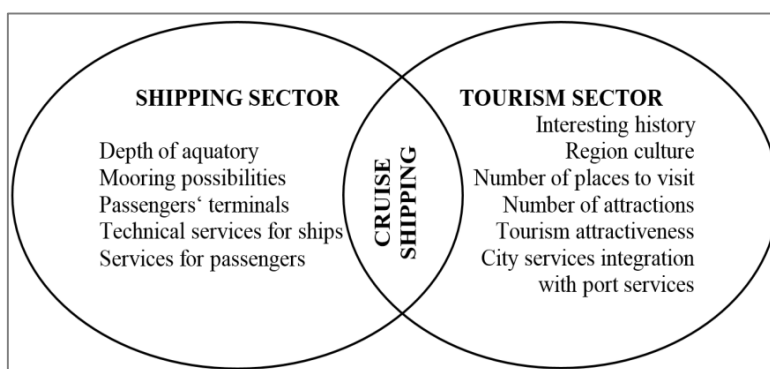 SHIPPING SECTOR
Depth of aquatory
Mooring possibilities
Passengers‘ terminals
Technical services for ships
Services for passengers
CRUISE
SHIPPING
TOURISM SECTOR
Interesting history
Region culture
Number of places to visit
Number of attractions
Tourism attractiveness
City services integration
with port services